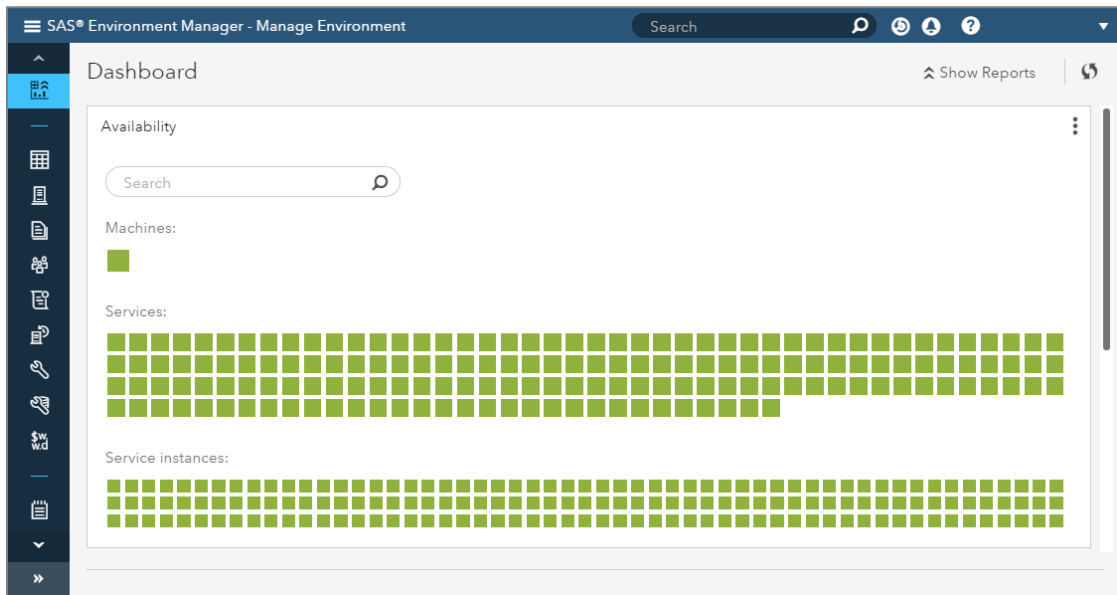 SAS® Environment Manager - Manage Environment
Search
Dashboard
Show Reports
Availability
Search
Machines:
Services:
$w.
w.d
Service instances: